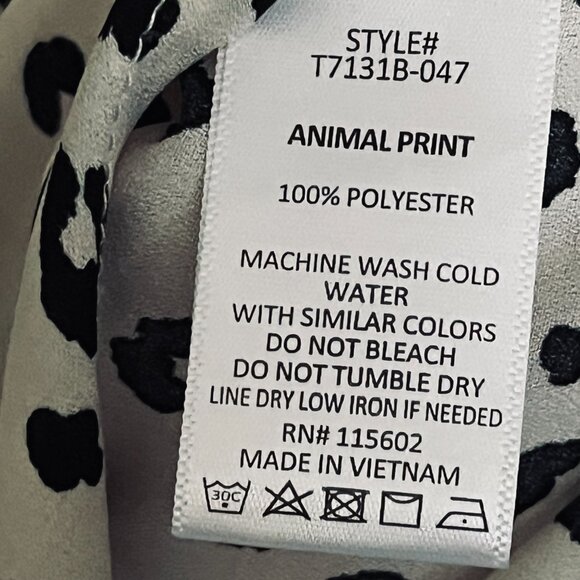 STYLE#
T7131B-047
ANIMAL PRINT
100% POLYESTER
MACHINE WASH COLD
WATER
WITH SIMILAR COLORS
DO NOT BLEACH
DO NOT TUMBLE DRY
LINE DRY LOW IRON IF NEEDED
RN# 115602
MADE IN VIETNAM
30C